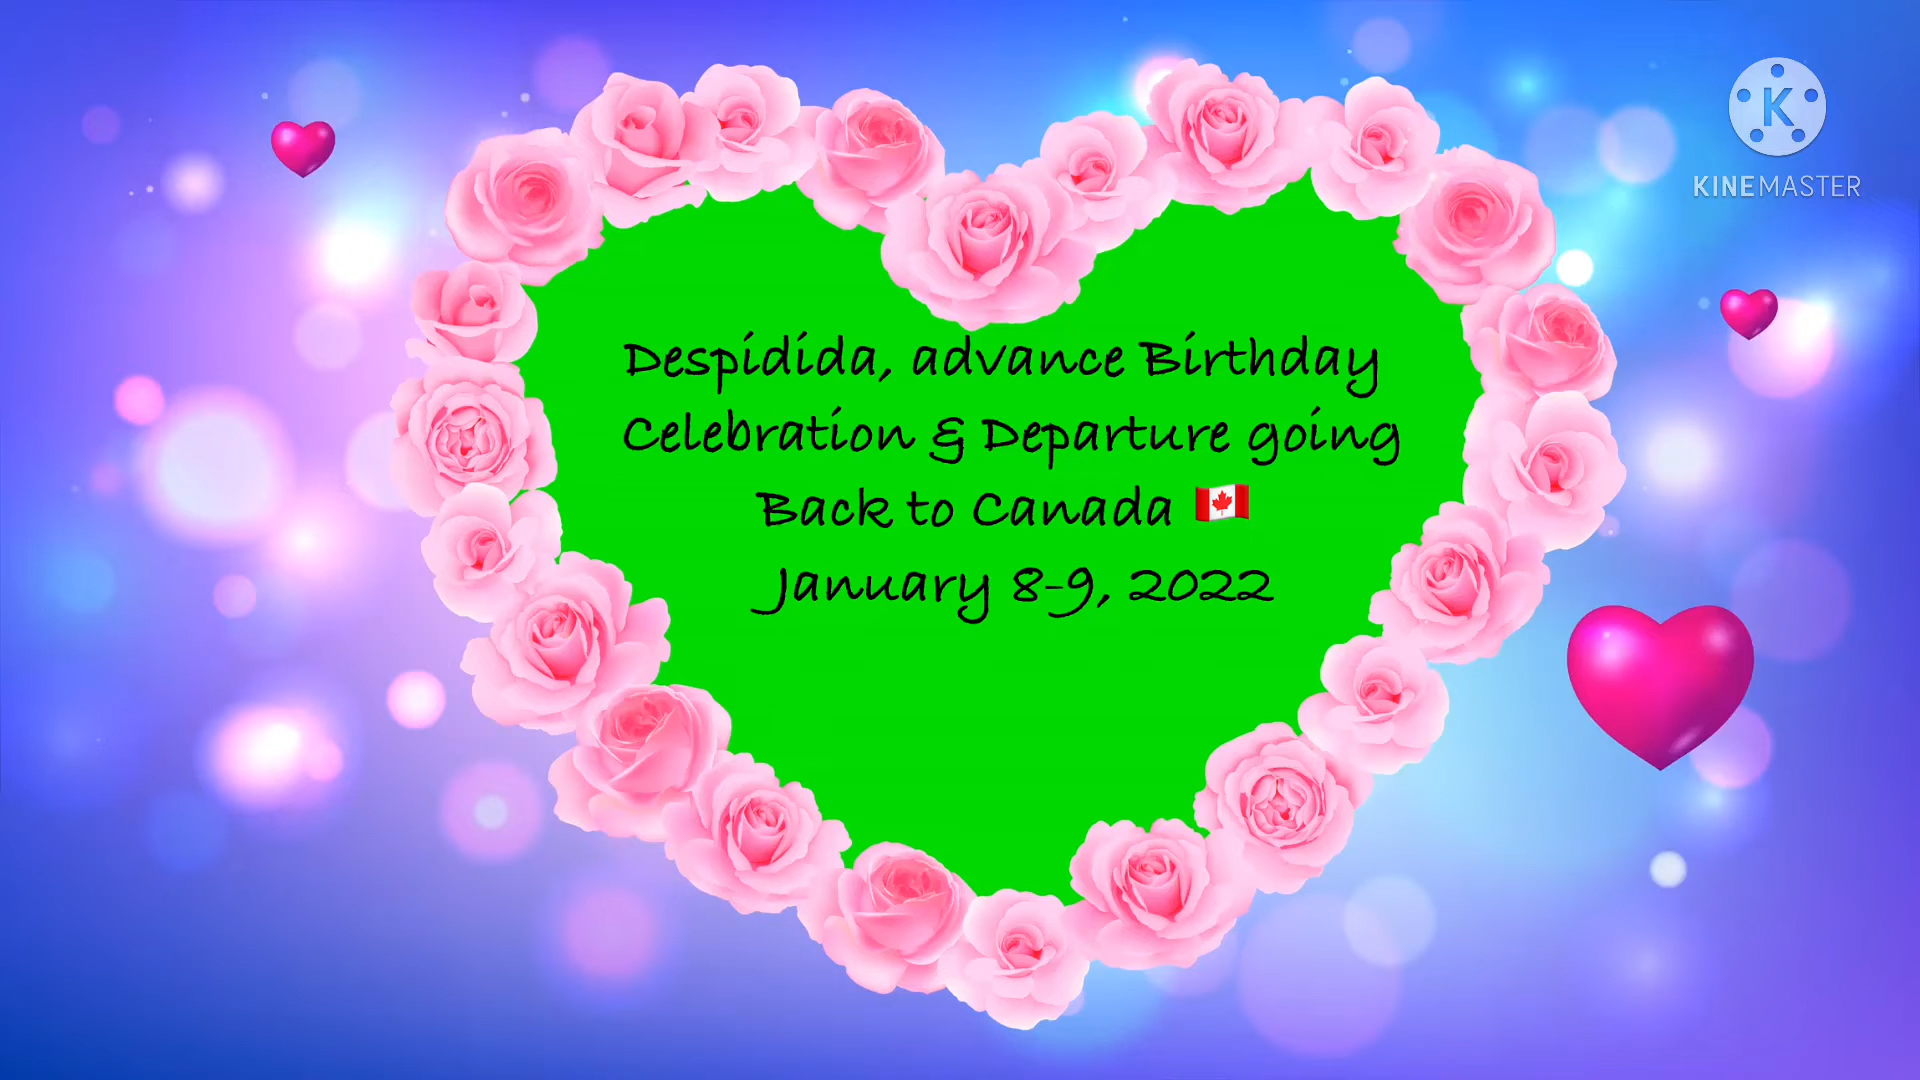 K
KINEMASTER
Despidida, advance Birthday
Celebration & Departure going
Back to Canada 🇨🇦
January 8-9, 2022